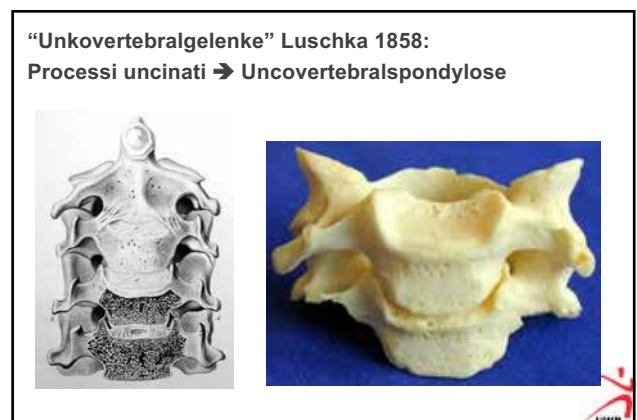 “Unkovertebralgelenke” Luschka 1858:
Processi uncinati ➔ Uncovertebralspondylose